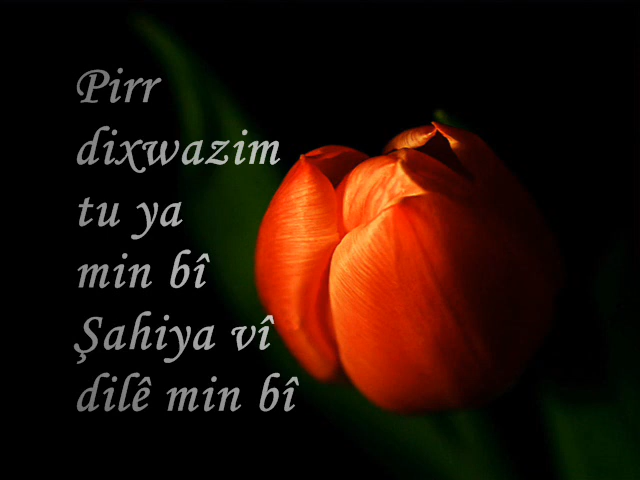 Pirr
dixwazim
tu ya
min bî
Şahiya vî
dilê min bî